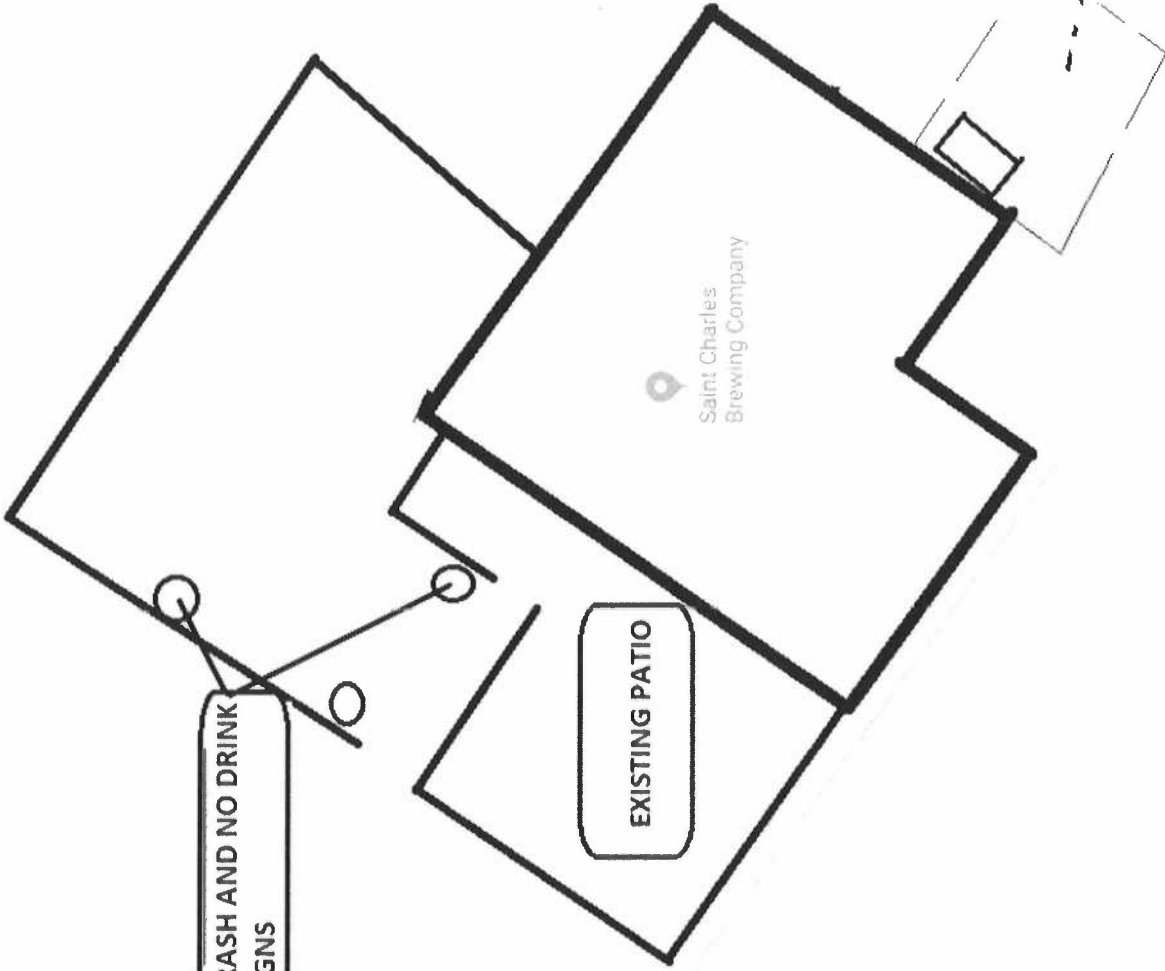 RASH AND NO DRINK
GNS
EXISTING PATIO
Saint Charles
Brewing Company